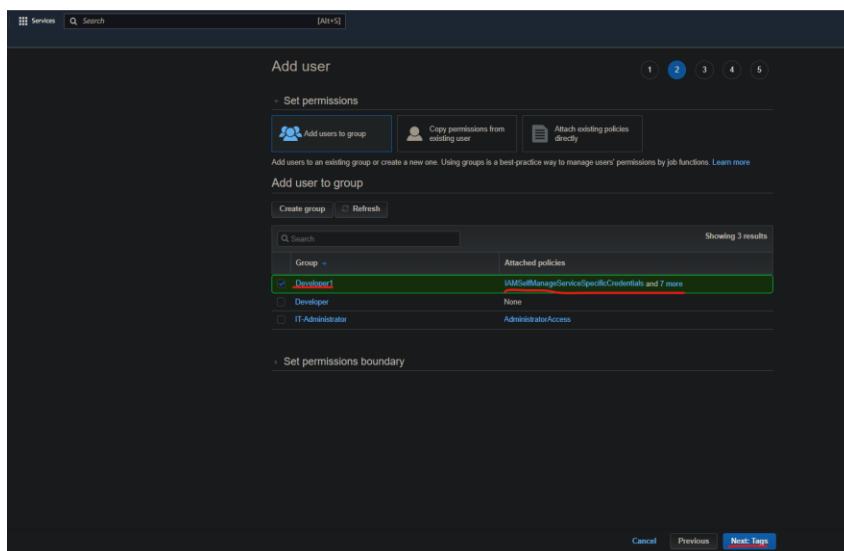 Services Search [Alt+S]
Add user 1 2 3 4 5
Set permissions
Add users to group
Copy permissions from existing user
Attach existing policies directly
Add users to an existing group or create a new one. Using groups is a best-practice way to manage users' permissions by job functions. Learn more
Add user to group
Create group Refresh
Search Showing 3 results
Group Attached policies
Developer1 IAMSelfManageServiceSpecificCredentials and 7 more
Developer None
IT-Administrator AdministratorAccess
Set permissions boundary
Cancel Previous Next: Tags